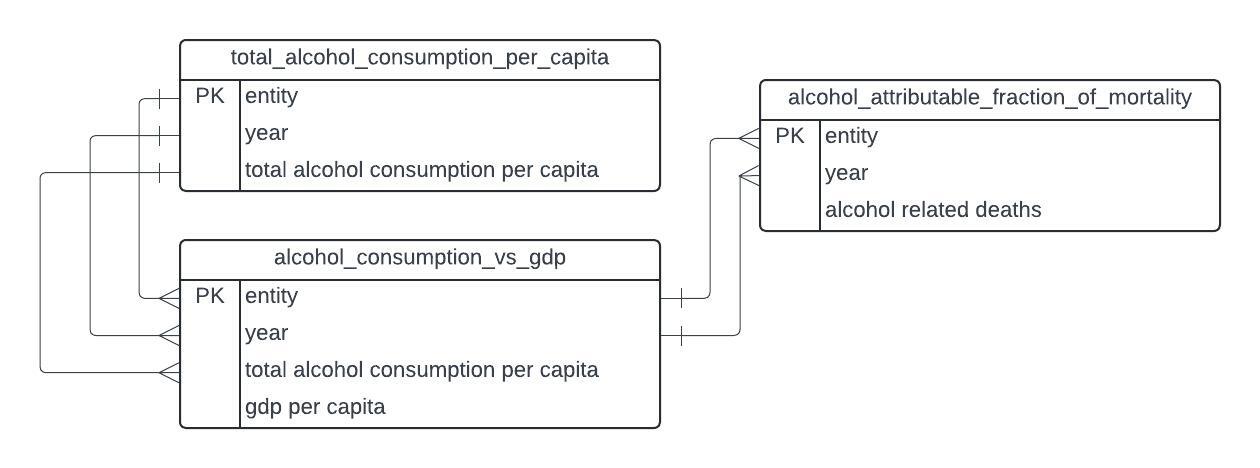 total_alcohol_consumption_per_capita
PK entity
year
total alcohol consumption per capita
alcohol_consumption_vs_gdp
PK entity
year
total alcohol consumption per capita
gdp per capita
alcohol_attributable_fraction_of_mortality
PK entity
year
alcohol related deaths